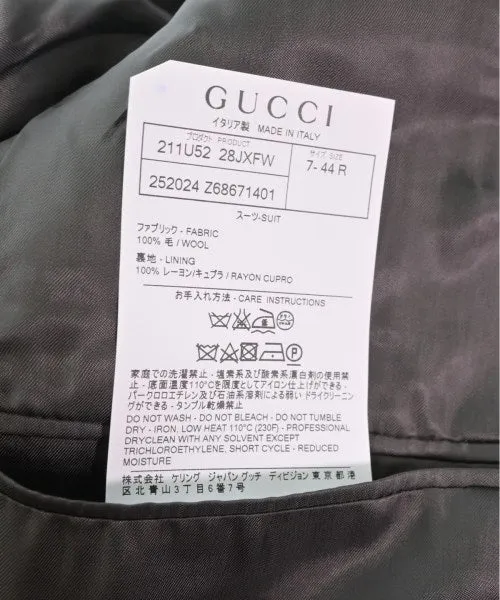 GUCCI
イタリア製 MADE IN ITALY
プロダクト PRODUCT
211U52 28JXFW
サイズ SIZE
7- 44 R
252024 Z68671401
スーツ-SUIT
ファブリック - FABRIC
100% 毛 / WOOL
裏地 - LINING
100% レーヨン/キュプラ / RAYON CUPRO
お手入れ方法 - CARE INSTRUCTIONS
P
家庭での洗濯禁止 - 塩素系及び酸素系漂白剤の使用禁
止 - 底面温度110°Cを限度としてアイロン仕上げができる -
パークロロエチレン及び石油系溶剤による弱い ドライクリーニン
グができる - タンブル乾燥禁止
DO NOT WASH - DO NOT BLEACH - DO NOT TUMBLE
DRY - IRON, LOW HEAT 110°C (230F) - PROFESSIONAL
DRYCLEAN WITH ANY SOLVENT EXCEPT
TRICHLOROETHYLENE, SHORT CYCLE - REDUCED
MOISTURE
株式会社 ケリング ジャパン グッチ ディビジョン 東京都 港
区北青山3丁目6番7号